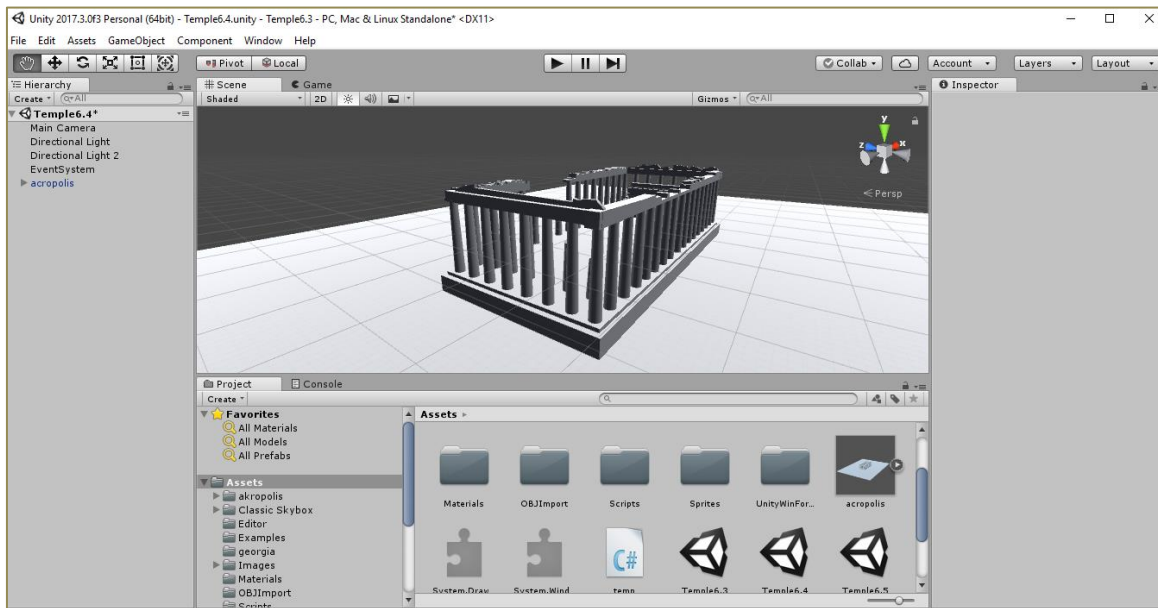 Unity 2017.3.0f3 Personal (64bit) - Temple6.4.unity - Temple6.3 - PC, Mac & Linux Standalone* <DX11>
File Edit Assets GameObject Component Window Help
Pivot Local Collab Account Layers Layout
Hierarchy Scene Game Inspector
Create All Shaded 2D Gizmos All
Temple6.4*
Main Camera
Directional Light
Directional Light 2
EventSystem
acropolis
y
z x
Persp
Project Console
Create
Favorites Assets
All Materials
All Models
All Prefabs
Assets
akropolis
Classic Skybox
Editor
Examples
georgia
Images
Materials
OBJImport
Scripts
Materials OBJImport Scripts Sprites UnityWinFor... acropolis
C#
System.Draw System.Wind temp Temple6.3 Temple6.4 Temple6.5